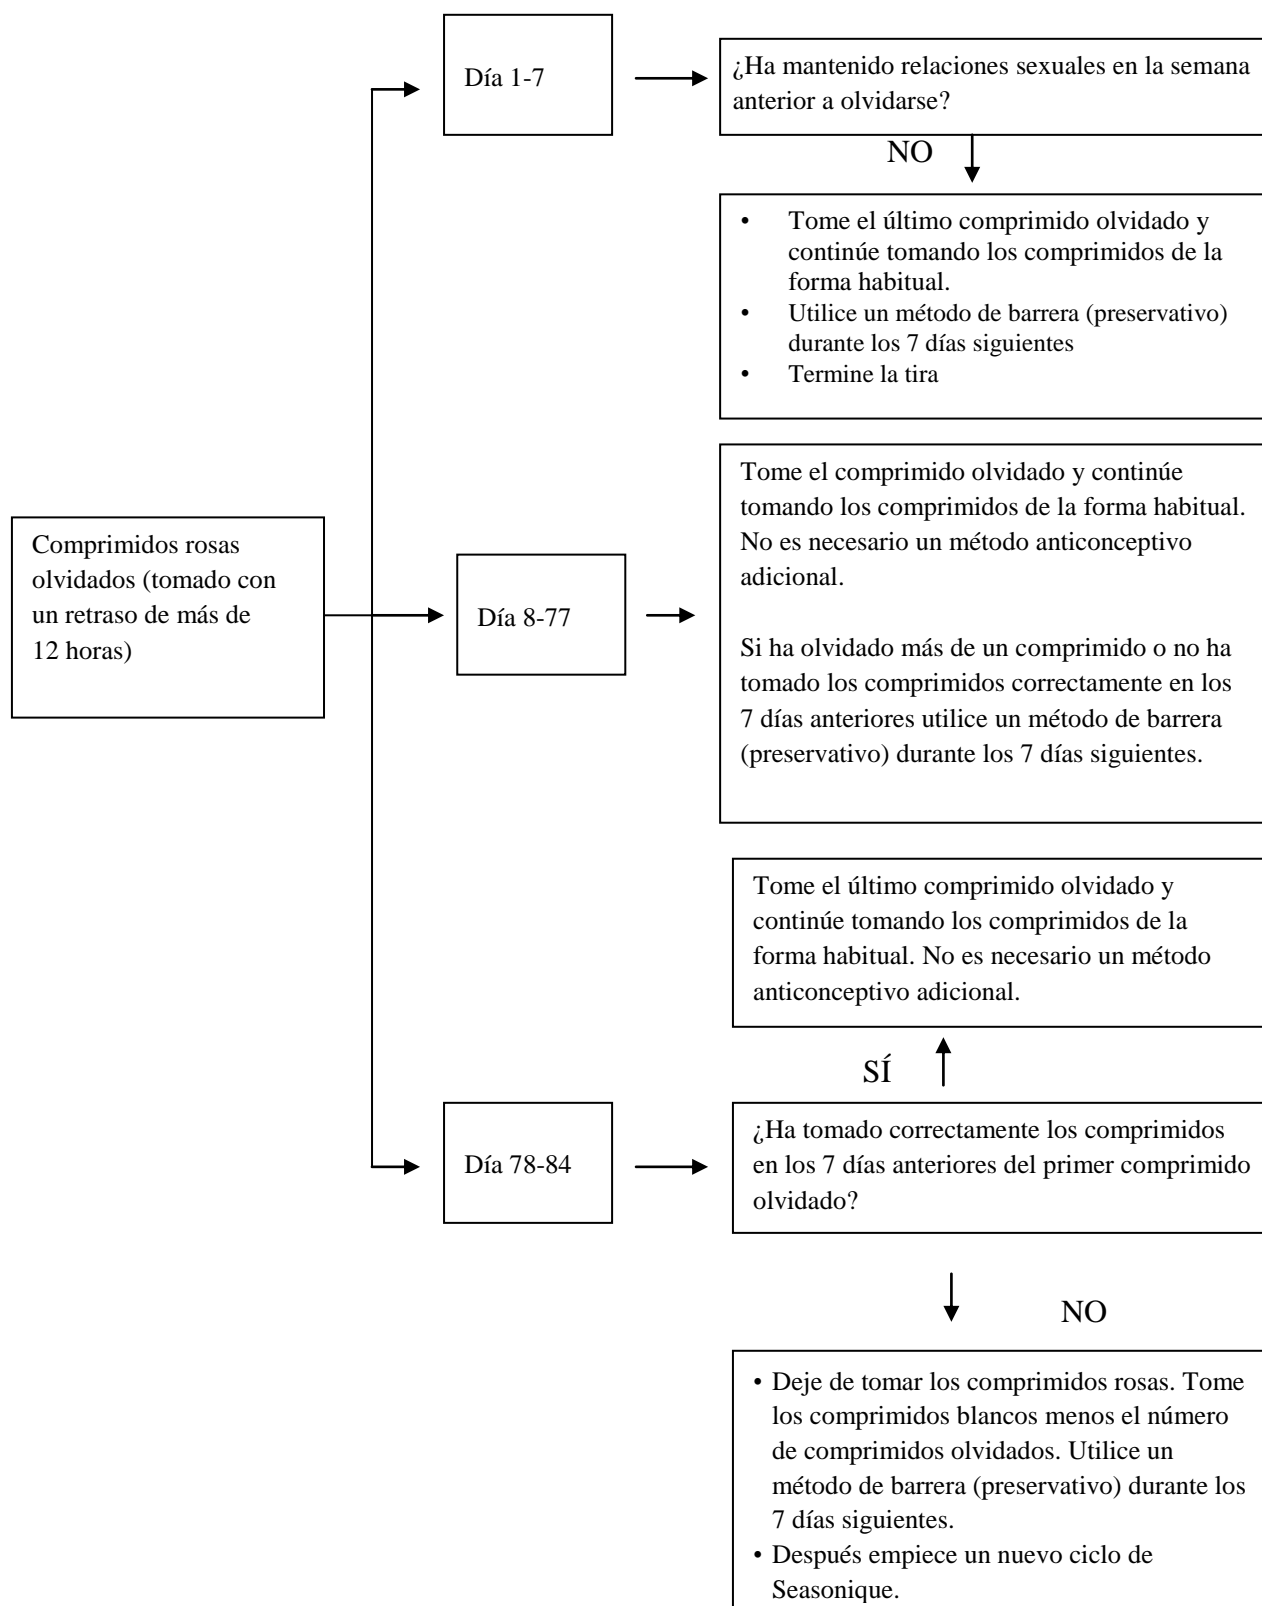 Día 1-7
¿Ha mantenido relaciones sexuales en la semana
anterior a olvidarse?
NO
• Tome el último comprimido olvidado y
continúe tomando los comprimidos de la
forma habitual.
• Utilice un método de barrera (preservativo)
durante los 7 días siguientes
• Termine la tira
Comprimidos rosas
olvidados (tomado con
un retraso de más de
12 horas)
Día 8-77
Tome el comprimido olvidado y continúe
tomando los comprimidos de la forma habitual.
No es necesario un método anticonceptivo
adicional.
Si ha olvidado más de un comprimido o no ha
tomado los comprimidos correctamente en los
7 días anteriores utilice un método de barrera
(preservativo) durante los 7 días siguientes.
Tome el último comprimido olvidado y
continúe tomando los comprimidos de la
forma habitual. No es necesario un método
anticonceptivo adicional.
SÍ
Día 78-84
¿Ha tomado correctamente los comprimidos
en los 7 días anteriores del primer comprimido
olvidado?
NO
• Deje de tomar los comprimidos rosas. Tome
los comprimidos blancos menos el número
de comprimidos olvidados. Utilice un
método de barrera (preservativo) durante los
7 días siguientes.
• Después empiece un nuevo ciclo de
Seasonique.